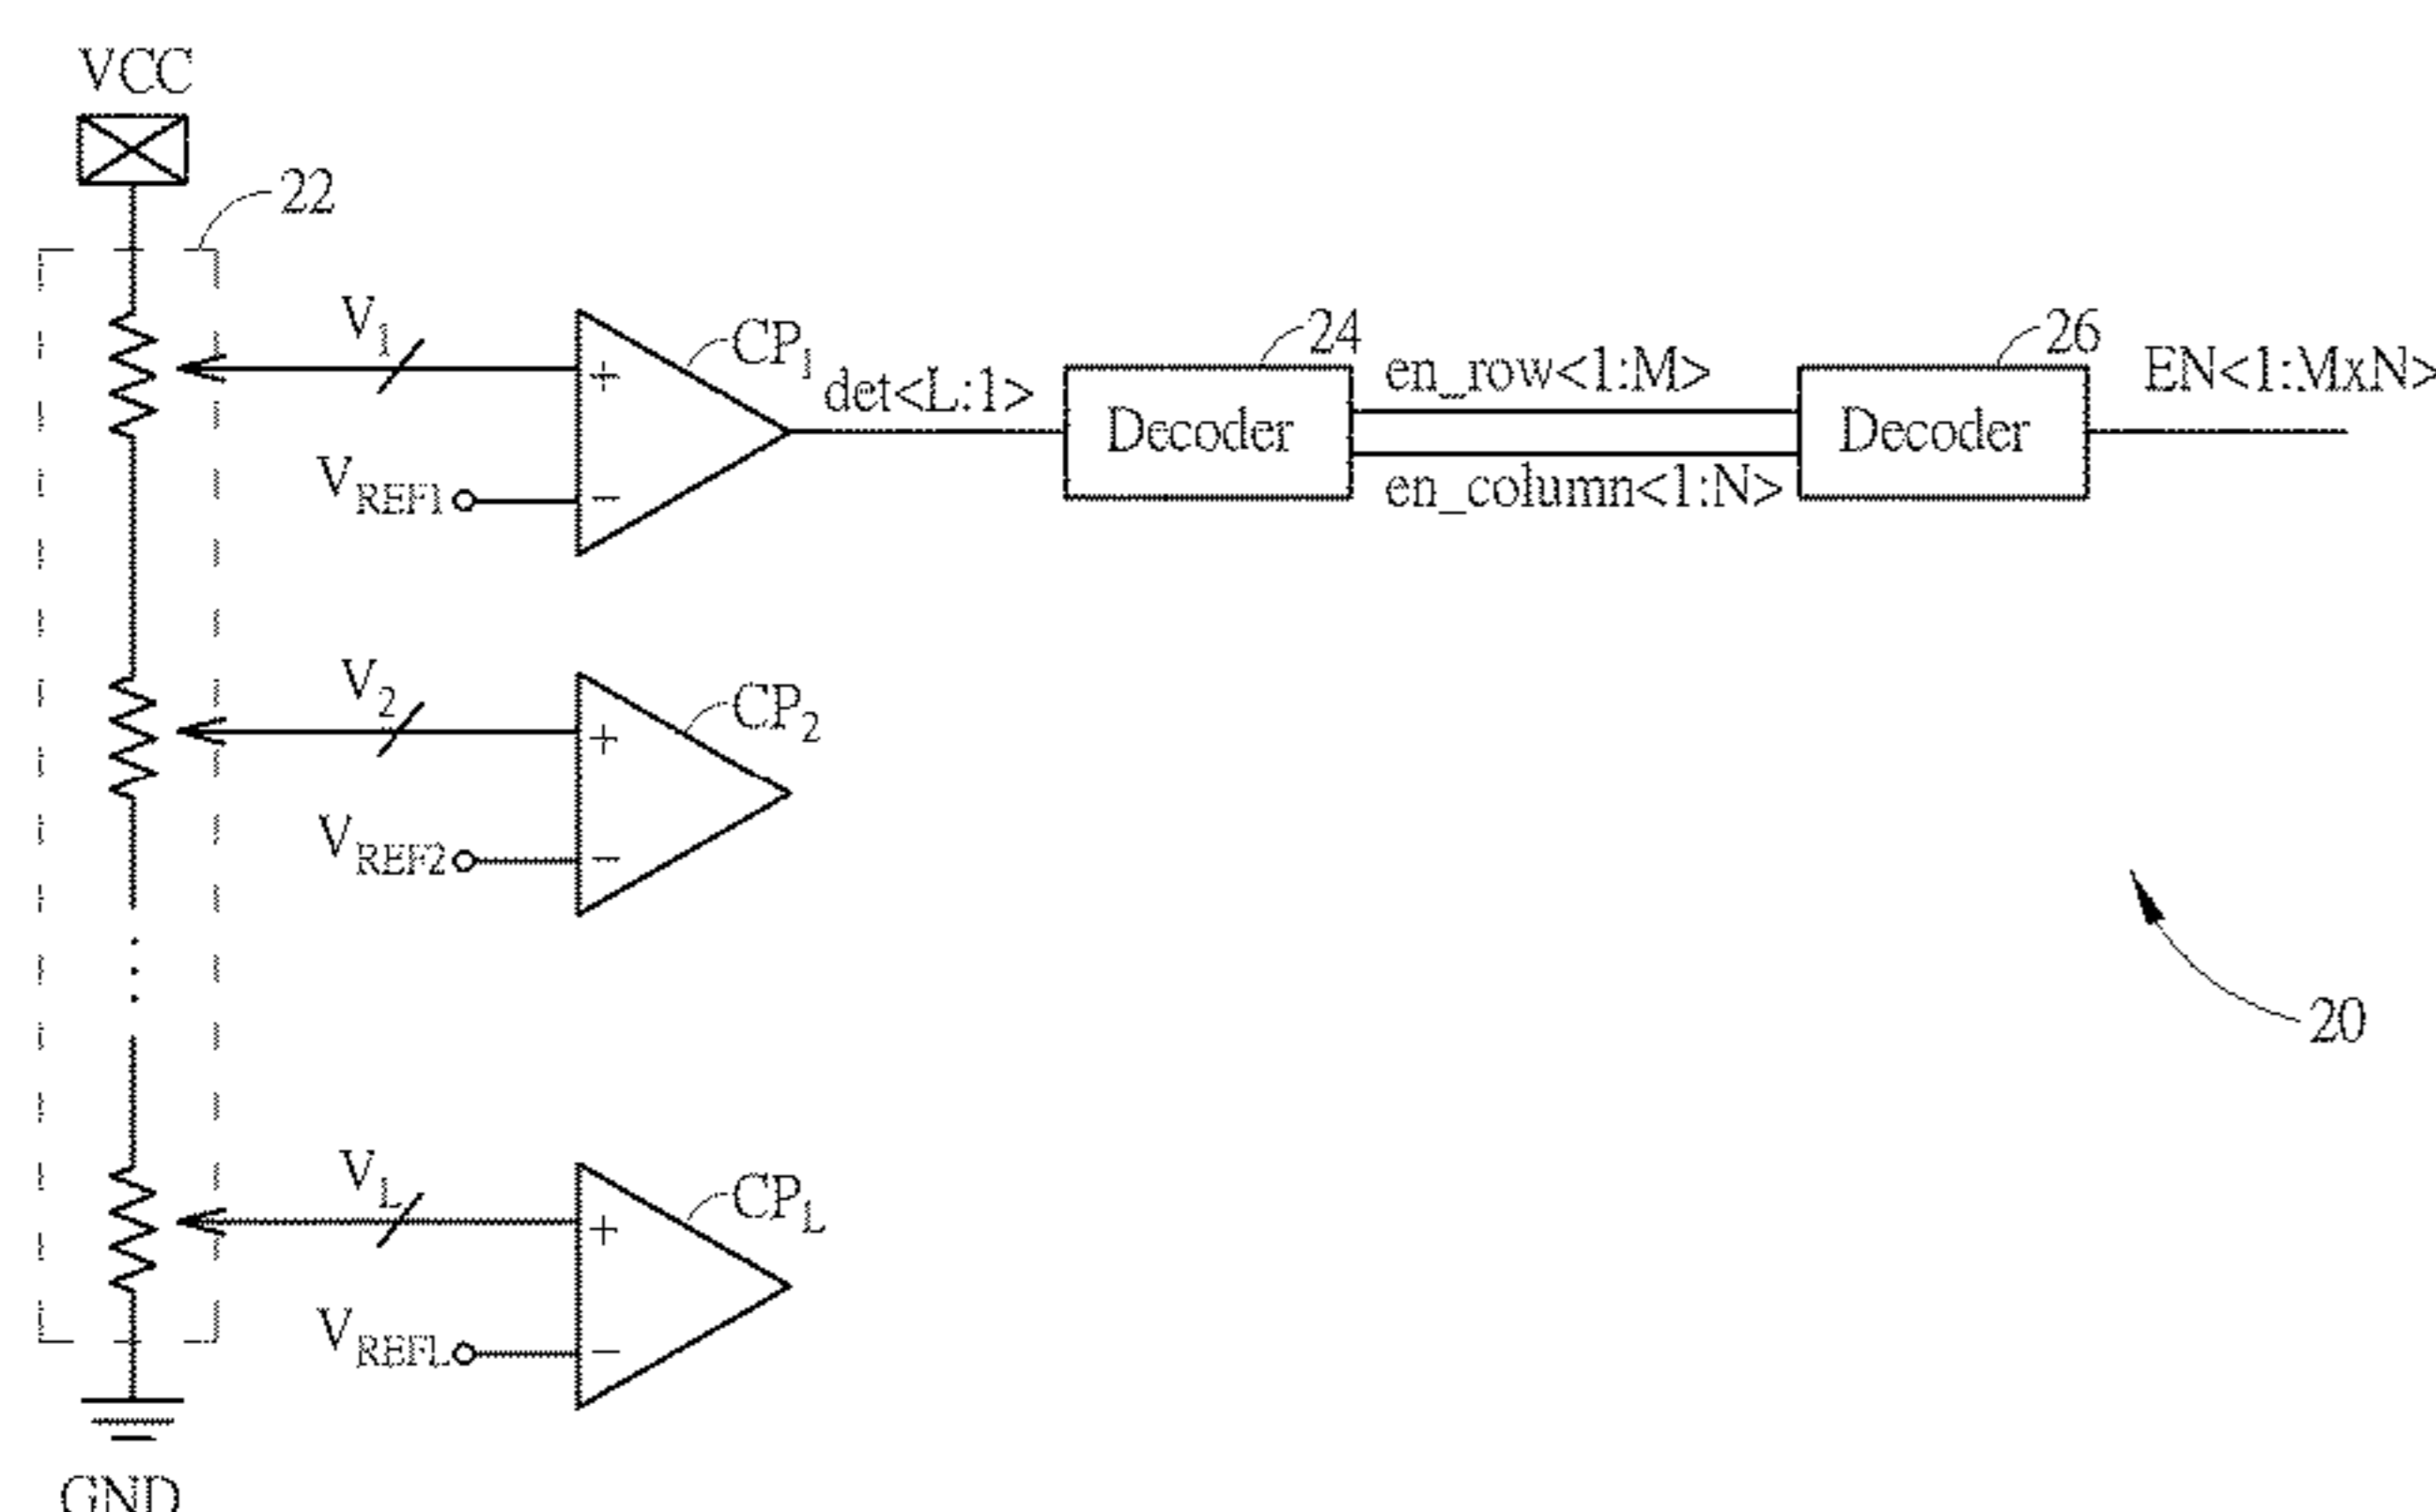 VCC
22
V1
CP1
+
VREF1
−
det<L:1>
24
Decoder
en_row<1:M>
en_column<1:N>
26
Decoder
EN<1:MxN>
V2
CP2
+
VREF2
−
20
VL
CPL
+
VREFL
−
GND